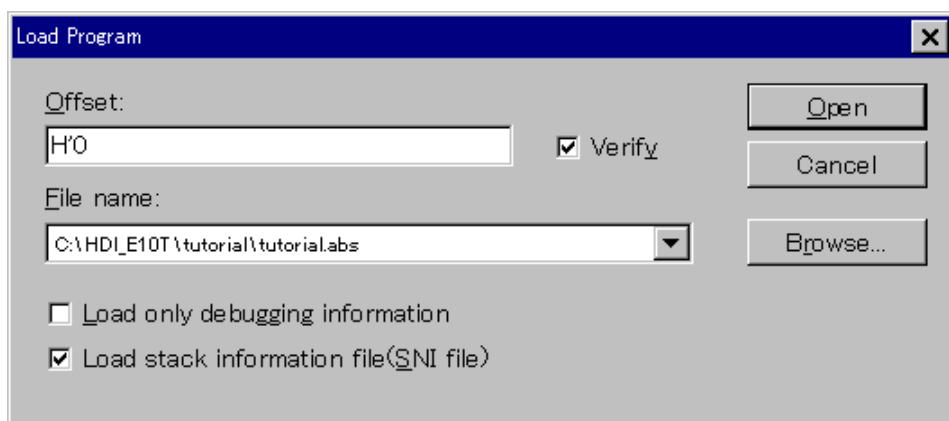 Load Program
Offset:
H'0
Verify
Open
Cancel
File name:
C:\HDI_E10T\tutorial\tutorial.abs
Browse...
Load only debugging information
Load stack information file(SNI file)